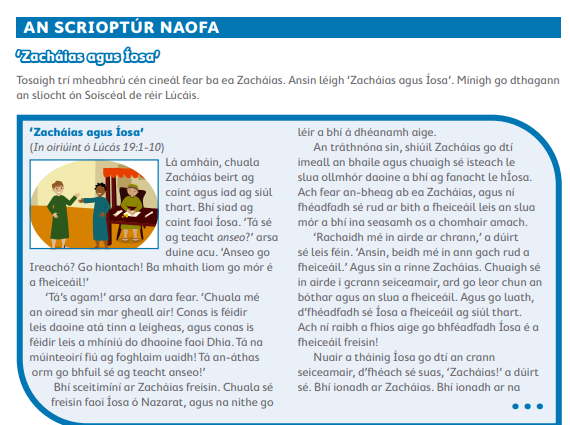 AN SCRIOPTÚR NAOFA
‘Zacháias agus Íosa’
Tosaigh trí mheabhrú cén cineál fear ba ea Zacháias. Ansin léigh ‘Zacháias agus Íosa’. Mínigh go dthagann
an sliocht ón Soiscéal de réir Lúcáis.
‘Zacháias agus Íosa’
(In oiriúint ó Lúcás 19:1–10)
Lá amháin, chuala
Zacháias beirt ag
caint agus iad ag siúl
thart. Bhí siad ag
caint faoi Íosa. ‘Tá sé
ag teacht anseo?’ arsa
duine acu. ‘Anseo go
Ireachó? Go hiontach! Ba mhaith liom go mór é
a fheiceáil!’
‘Tá’s agam!’ arsa an dara fear. ‘Chuala mé
an oiread sin mar gheall air! Conas is féidir
leis daoine atá tinn a leigheas, agus conas is
féidir leis a mhíniú do dhaoine faoi Dhia. Tá na
múinteoirí fiú ag foghlaim uaidh! Tá an-áthas
orm go bhfuil sé ag teacht anseo!’
Bhí sceitimíní ar Zacháias freisin. Chuala sé
freisin faoi Íosa ó Nazarat, agus na nithe go
léir a bhí á dhéanamh aige.
An tráthnóna sin, shiúil Zacháias go dtí
imeall an bhaile agus chuaigh sé isteach le
slua ollmhór daoine a bhí ag fanacht le hÍosa.
Ach fear an-bheag ab ea Zacháias, agus ní
fhéadfadh sé rud ar bith a fheiceáil leis an slua
mór a bhí ina seasamh os a chomhair amach.
‘Rachaidh mé in airde ar chrann,’ a dúirt
sé leis féin. ‘Ansin, beidh mé in ann gach rud a
fheiceáil.’ Agus sin a rinne Zacháias. Chuaigh sé
in airde i gcrann seiceamair, ard go leor chun an
bóthar agus an slua a fheiceáil. Agus go luath,
d’fhéadfadh sé Íosa a fheiceáil ag siúl thart.
Ach ní raibh a fhios aige go bhféadfadh Íosa é a
fheiceáil freisin!
Nuair a tháinig Íosa go dtí an crann
seiceamair, d’fhéach sé suas, ‘Zacháias!’ a dúirt
sé. Bhí ionadh ar Zacháias. Bhí ionadh ar na